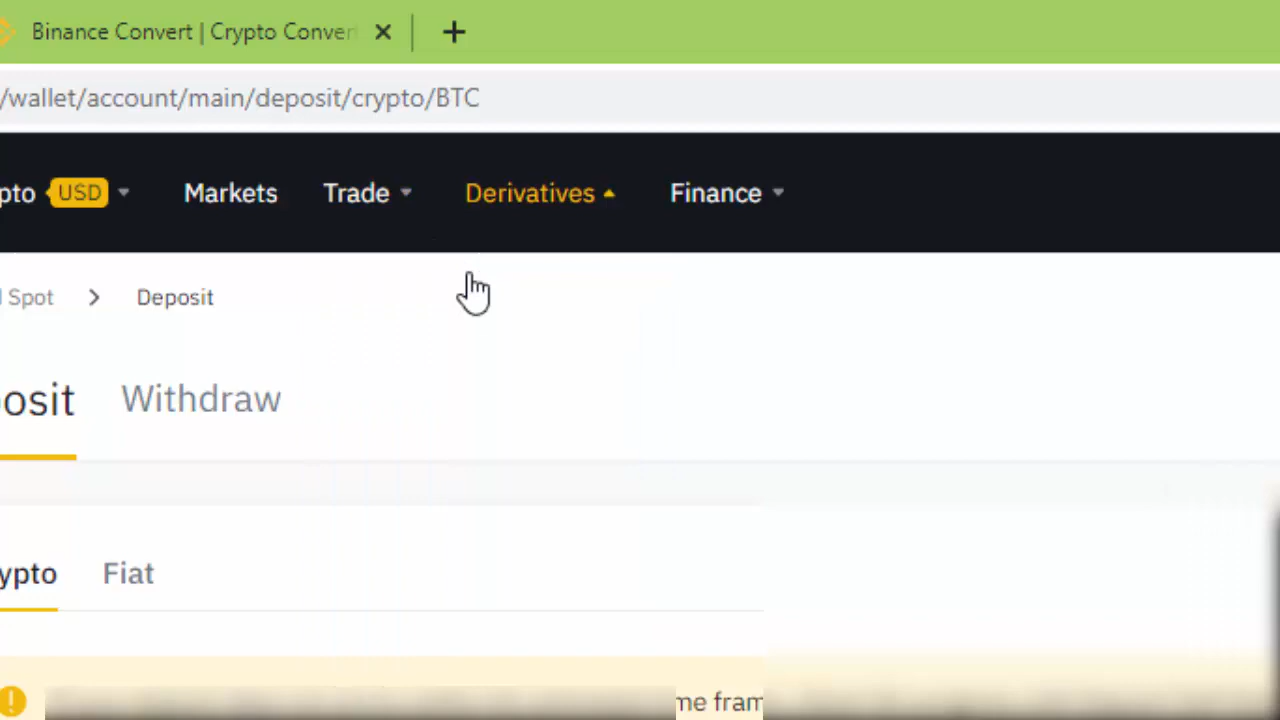 Binance Convert | Crypto Conver
/wallet/account/main/deposit/crypto/BTC
pto USD Markets Trade Derivatives Finance
Spot > Deposit
posit Withdraw
ypto Fiat
me fram